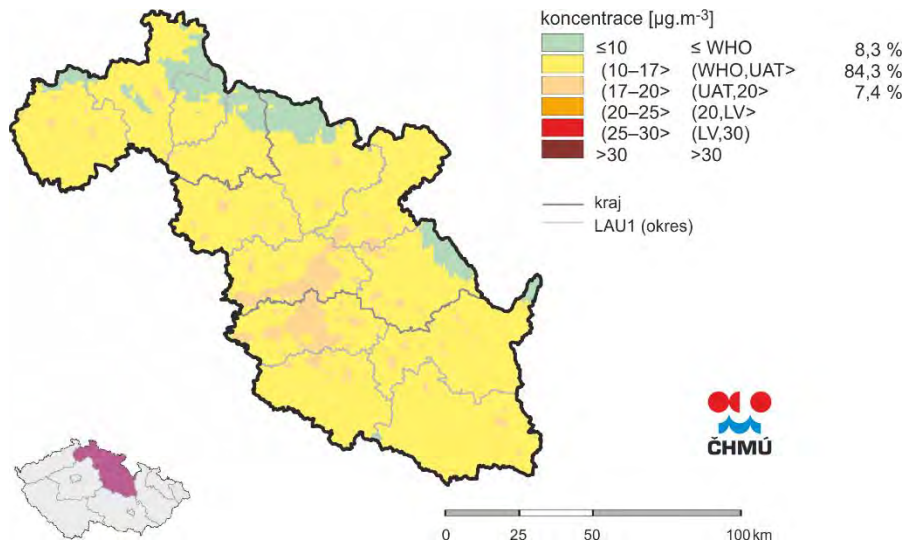 koncentrace [µg.m-3]
≤10 ≤ WHO 8,3 %
(10–17> (WHO,UAT> 84,3 %
(17–20> (UAT,20> 7,4 %
(20–25> (20,LV>
(25–30> (LV,30)
>30 >30
kraj
LAU1 (okres)
ČHMÚ
0 25 50 100 km